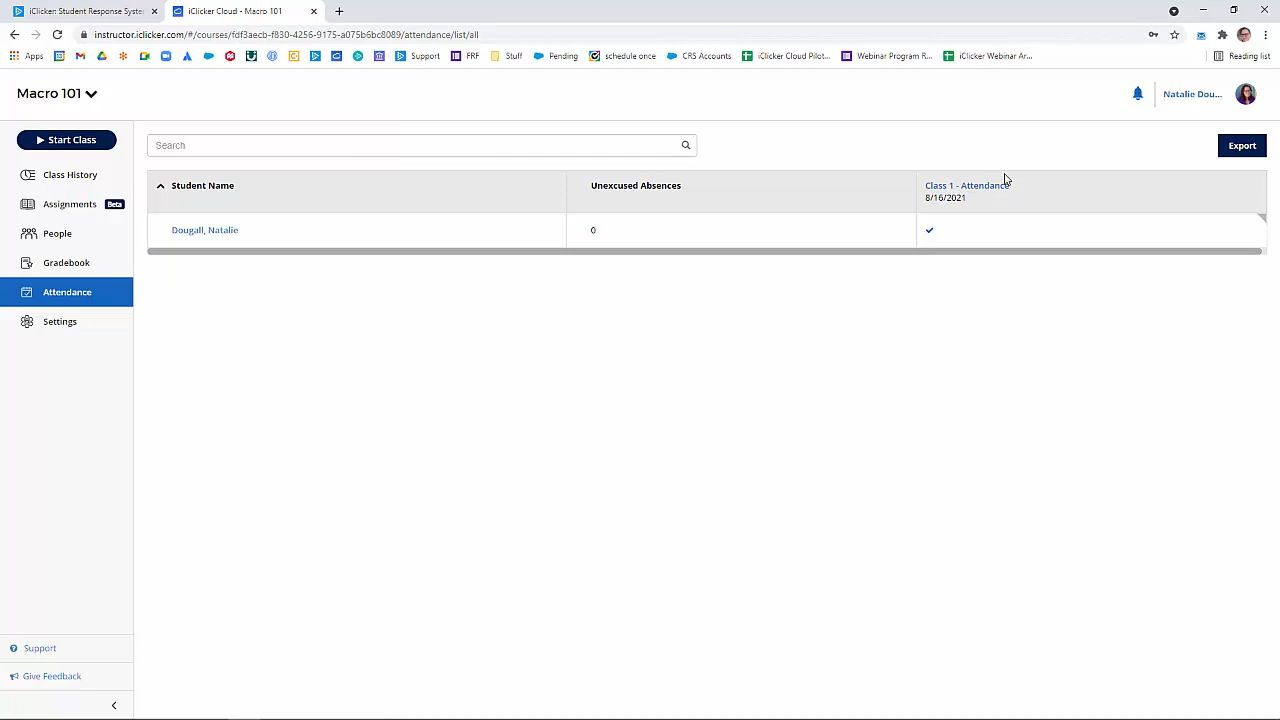 iClicker: Student Response Syste
iClicker Cloud - Macro 101
instructor.iclicker.com/#/courses/fdf3aecb-f830-4256-9175-a075b6bc8089/attendance/list/all
Apps
Support
FRF
Stuff
Pending
schedule once
CRS Accounts
iClicker Cloud Pilot...
Webinar Program R...
iClicker Webinar Ar...
Reading list
Macro 101
Natalie Dou...
Start Class
Search
Export
Class History
Student Name
Unexcused Absences
Class 1 - Attendance
8/16/2021
Assignments Beta
People
Dougall, Natalie
0
Gradebook
Attendance
Settings
Support
Give Feedback